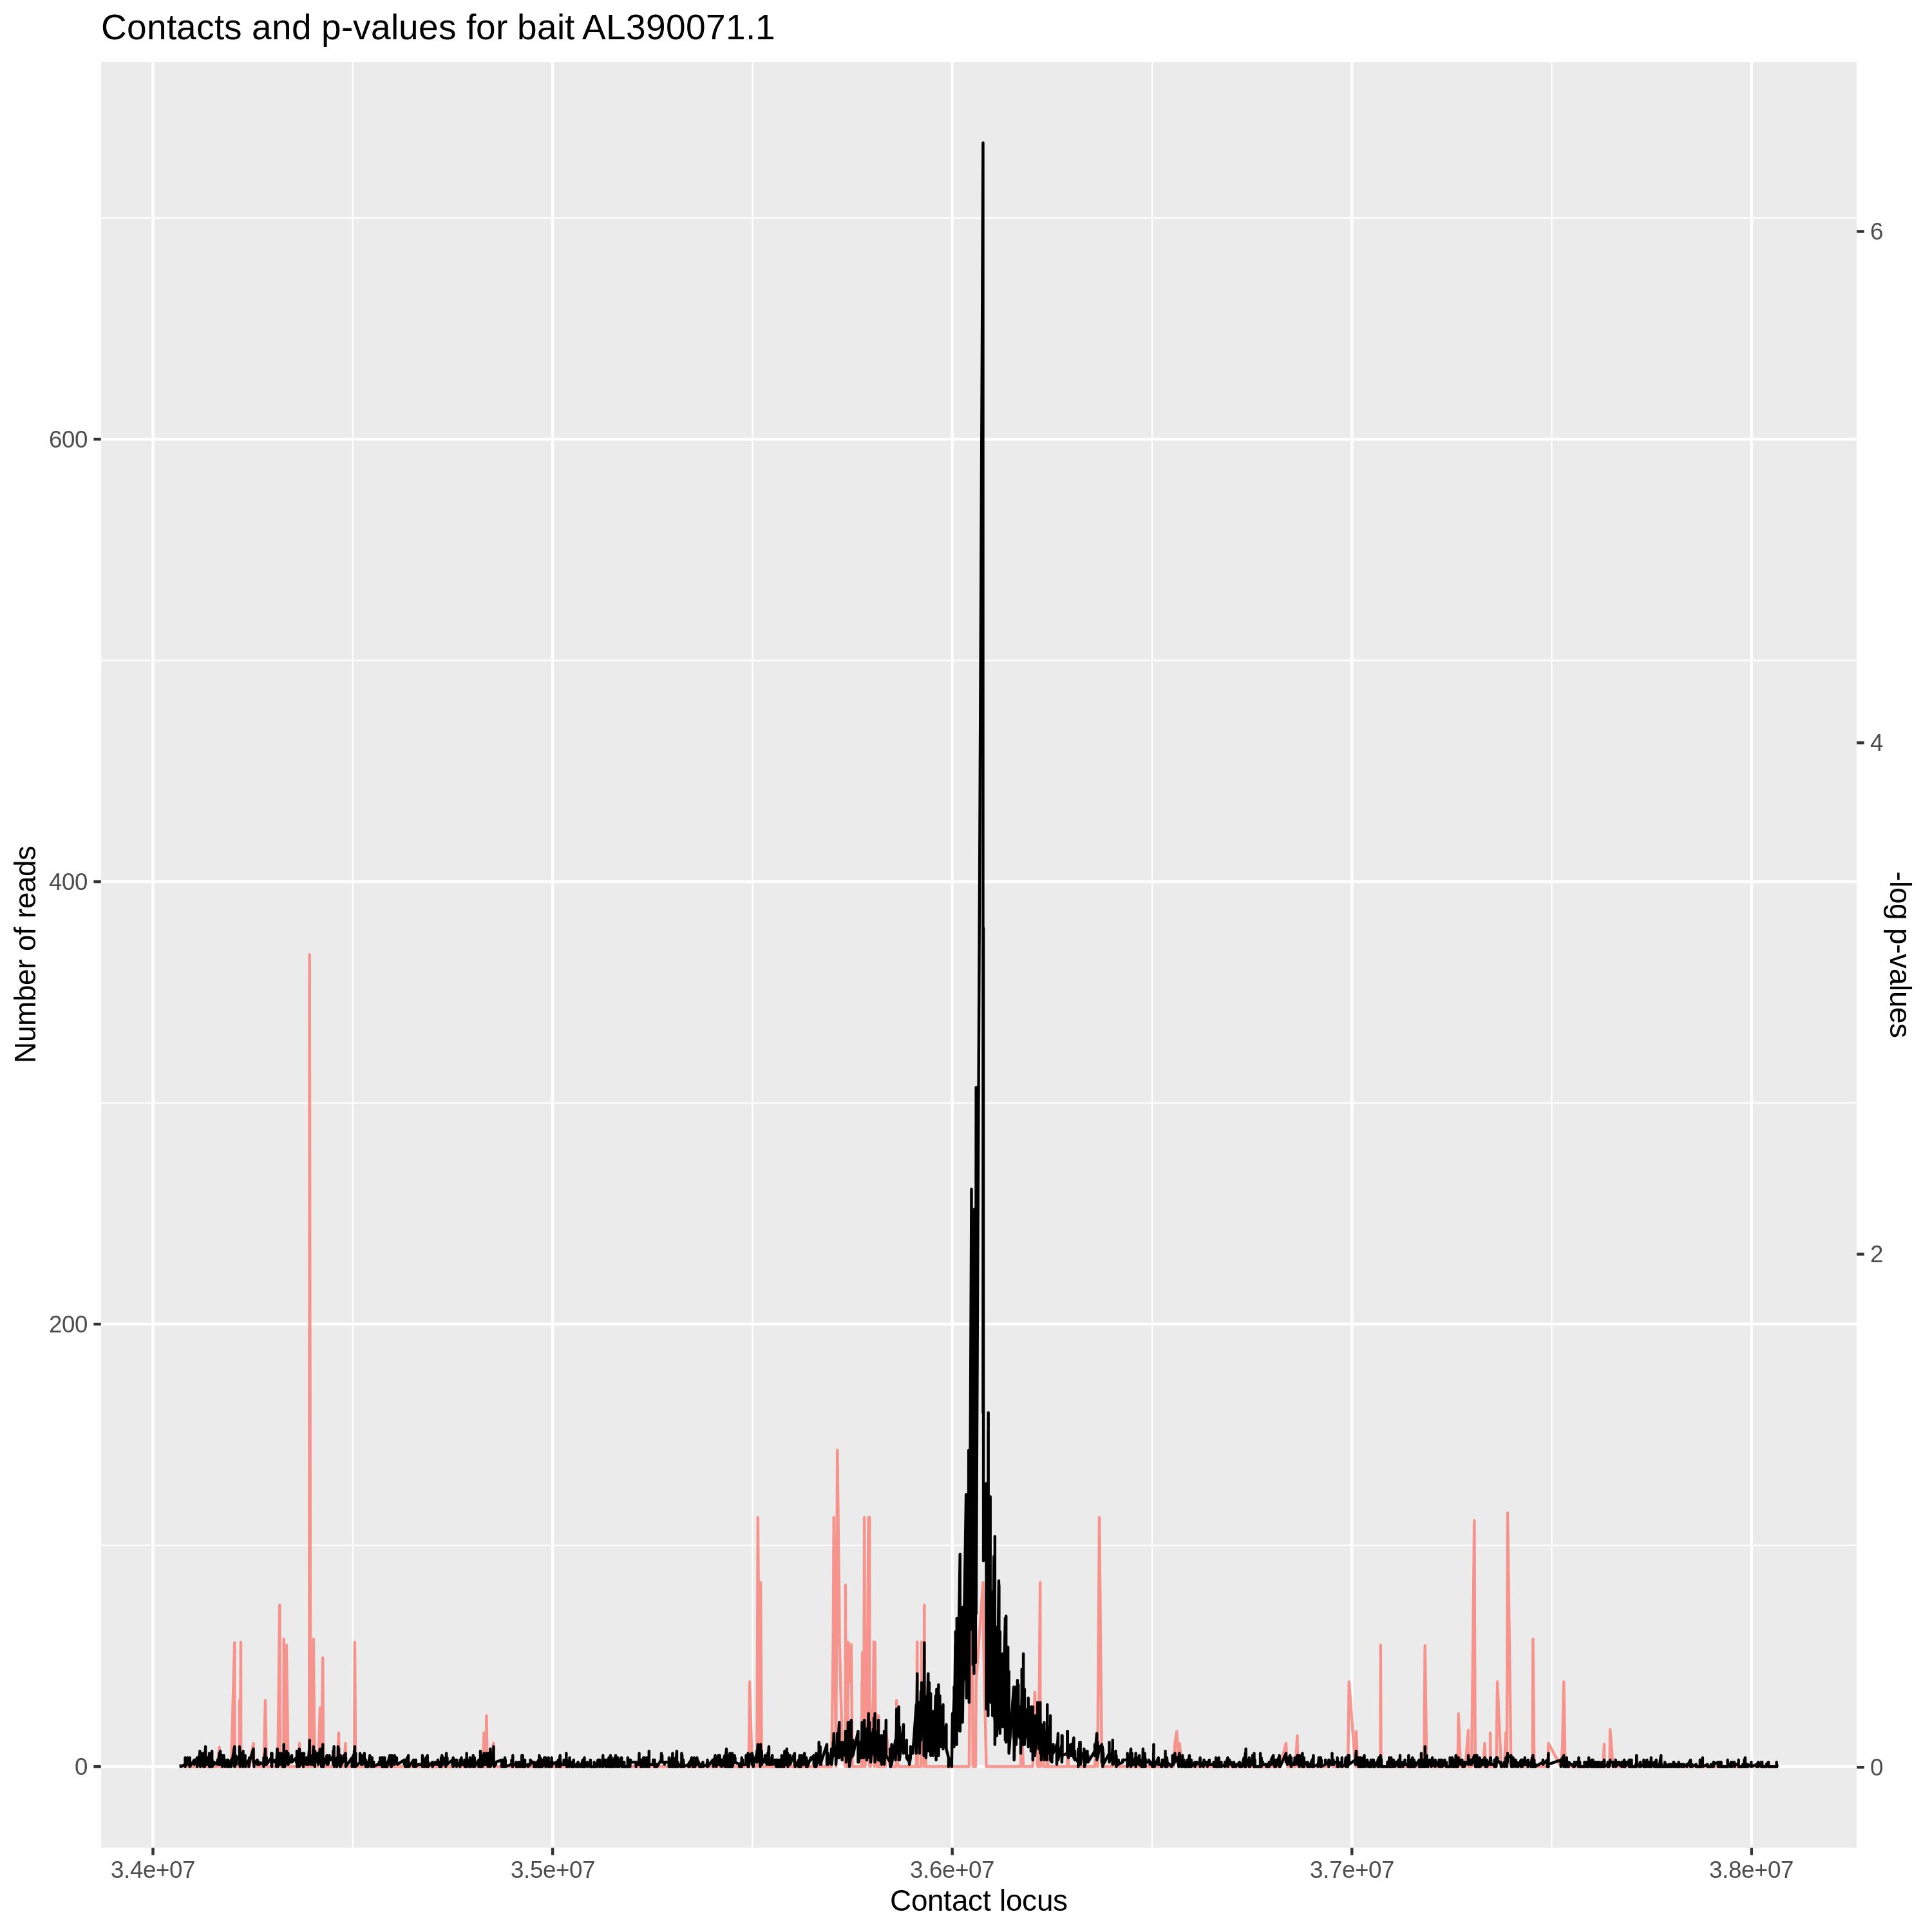 Contacts and p-values for bait AL390071.1
Number of reads
600
400
200
0
6
4
2
0
-log p-values
3.4e+07
3.5e+07
3.6e+07
3.7e+07
3.8e+07
Contact locus